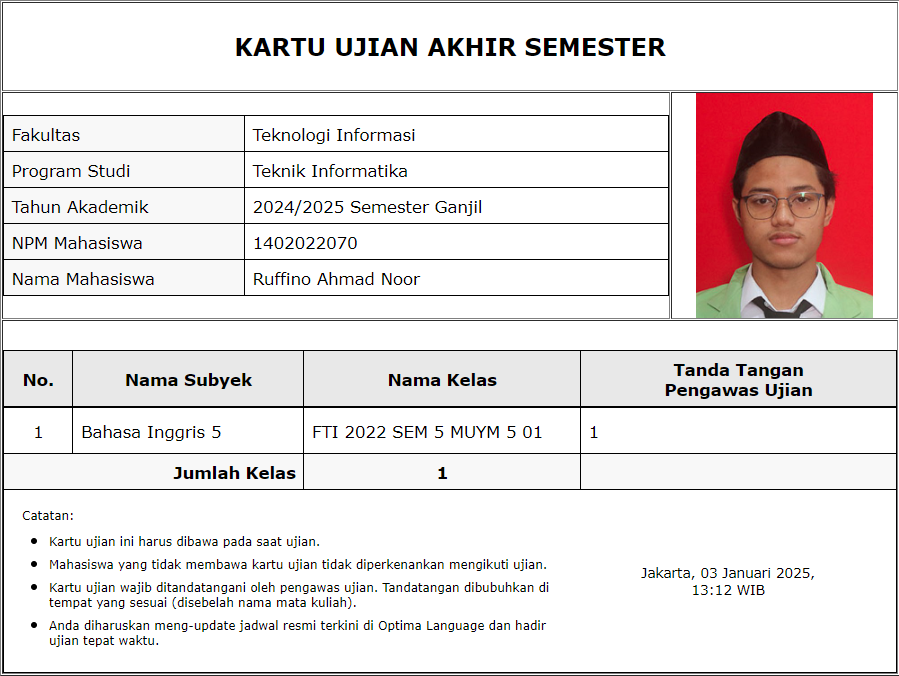 KARTU UJIAN AKHIR SEMESTER
Fakultas Teknologi Informasi
Program Studi Teknik Informatika
Tahun Akademik 2024/2025 Semester Ganjil
NPM Mahasiswa 1402022070
Nama Mahasiswa Ruffino Ahmad Noor
No. Nama Subyek Nama Kelas Tanda Tangan
Pengawas Ujian
1 Bahasa Inggris 5 FTI 2022 SEM 5 MUYM 5 01 1
Jumlah Kelas 1
Catatan:
Kartu ujian ini harus dibawa pada saat ujian.
Mahasiswa yang tidak membawa kartu ujian tidak diperkenankan mengikuti ujian.
Kartu ujian wajib ditandatangani oleh pengawas ujian. Tandatangan dibubuhkan di
tempat yang sesuai (disebelah nama mata kuliah).
Anda diharuskan meng-update jadwal resmi terkini di Optima Language dan hadir
ujian tepat waktu.
Jakarta, 03 Januari 2025,
13:12 WIB